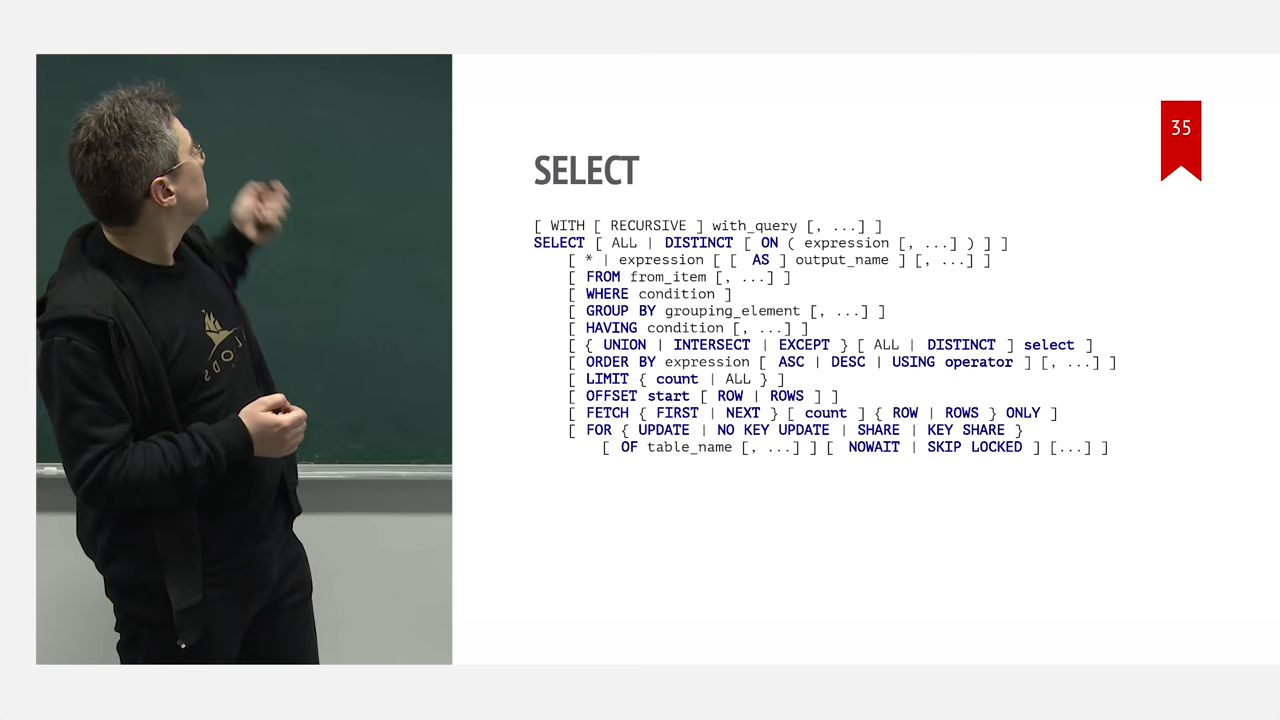 35
SELECT
[ WITH [ RECURSIVE ] with_query [, ...] ]
SELECT [ ALL | DISTINCT [ ON ( expression [, ...] ) ] ]
[ * | expression [ [ AS ] output_name ] [, ...] ]
[ FROM from_item [, ...] ]
[ WHERE condition ]
[ GROUP BY grouping_element [, ...] ]
[ HAVING condition [, ...] ]
[ { UNION | INTERSECT | EXCEPT } [ ALL | DISTINCT ] select ]
[ ORDER BY expression [ ASC | DESC | USING operator ] [, ...] ]
[ LIMIT { count | ALL } ]
[ OFFSET start [ ROW | ROWS ] ]
[ FETCH { FIRST | NEXT } [ count ] { ROW | ROWS } ONLY ]
[ FOR { UPDATE | NO KEY UPDATE | SHARE | KEY SHARE }
[ OF table_name [, ...] ] [ NOWAIT | SKIP LOCKED ] [...] ]